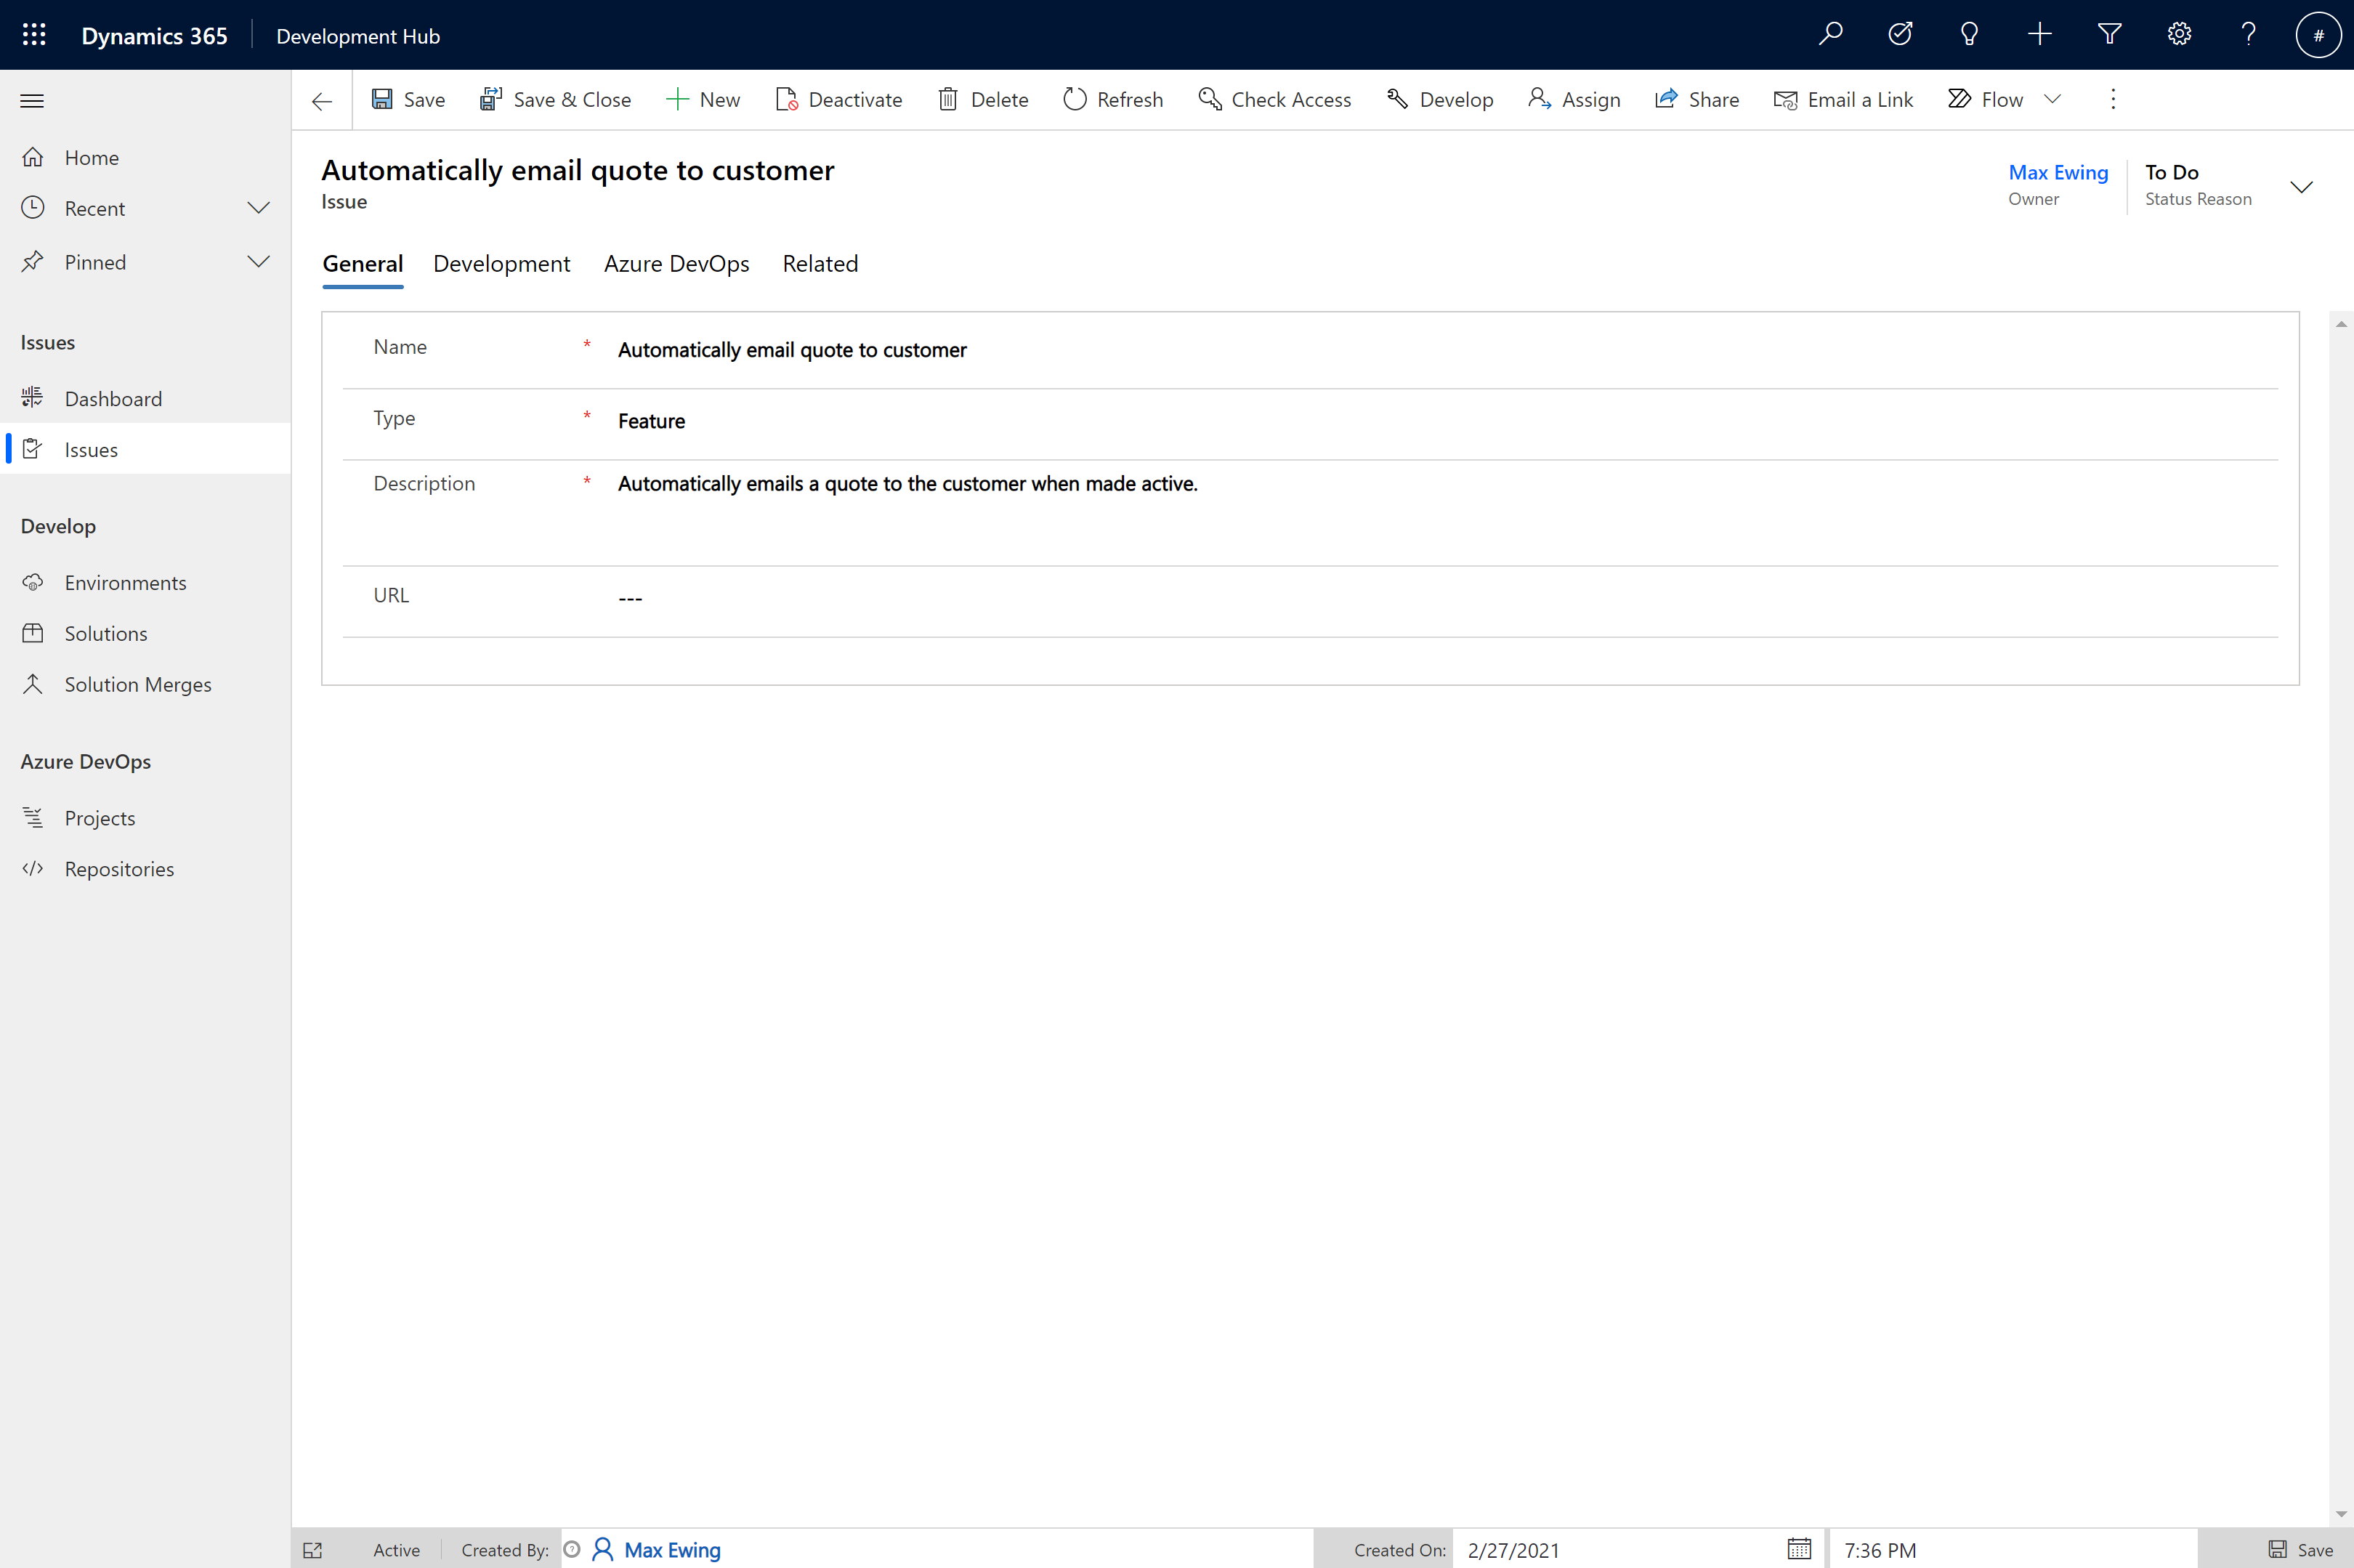 Dynamics 365 Development Hub #
Save Save & Close New Deactivate Delete Refresh Check Access Develop Assign Share Email a Link Flow
Home
Recent
Pinned
Issues
Dashboard
Issues
Develop
Environments
Solutions
Solution Merges
Azure DevOps
Projects
Repositories
Automatically email quote to customer
Issue
Max Ewing
Owner
To Do
Status Reason
General Development Azure DevOps Related
Name * Automatically email quote to customer
Type * Feature
Description * Automatically emails a quote to the customer when made active.
URL ---
Active Created By: Max Ewing Created On: 2/27/2021 7:36 PM Save